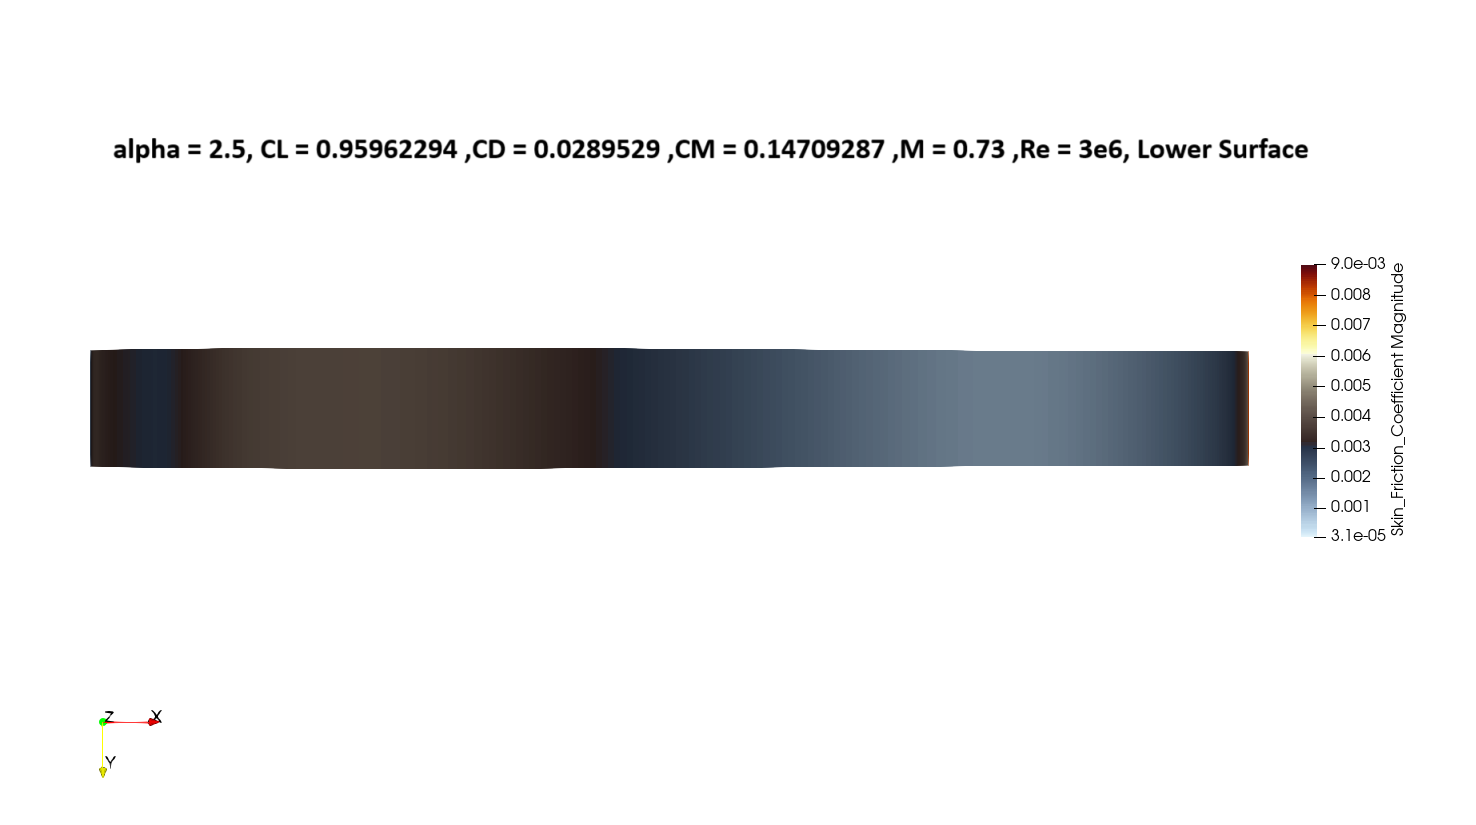 alpha = 2.5, CL = 0.95962294 ,CD = 0.0289529 ,CM = 0.14709287 ,M = 0.73 ,Re = 3e6, Lower Surface
9.0e-03
0.008
0.007
0.006
0.005
0.004
0.003
0.002
0.001
3.1e-05
Skin_Friction_Coefficient Magnitude
Z
X
Y